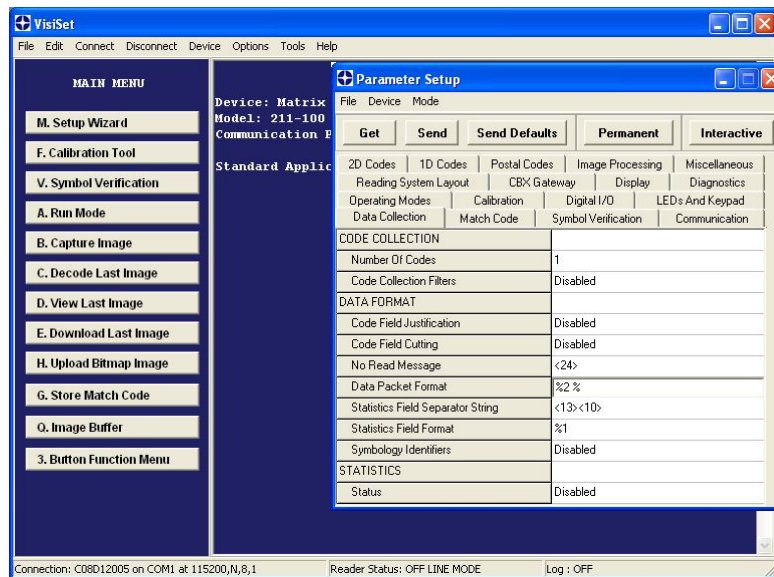 VisiSet
File Edit Connect Disconnect Device Options Tools Help
MAIN MENU
M. Setup Wizard
F. Calibration Tool
V. Symbol Verification
A. Run Mode
B. Capture Image
C. Decode Last Image
D. View Last Image
E. Download Last Image
H. Upload Bitmap Image
G. Store Match Code
Q. Image Buffer
3. Button Function Menu
Device: Matrix
Model: 211-100
Communication P
Standard Applic
Parameter Setup
File Device Mode
Get Send Send Defaults Permanent Interactive
2D Codes 1D Codes Postal Codes Image Processing Miscellaneous
Reading System Layout CBX Gateway Display Diagnostics
Operating Modes Calibration Digital I/O LEDs And Keypad
Data Collection Match Code Symbol Verification Communication
CODE COLLECTION
Number Of Codes 1
Code Collection Filters Disabled
DATA FORMAT
Code Field Justification Disabled
Code Field Cutting Disabled
No Read Message <24>
Data Packet Format %2 %
Statistics Field Separator String <13><10>
Statistics Field Format %1
Symbology Identifiers Disabled
STATISTICS
Status Disabled
Connection: C08D12005 on COM1 at 115200,N,8,1 Reader Status: OFF LINE MODE Log : OFF